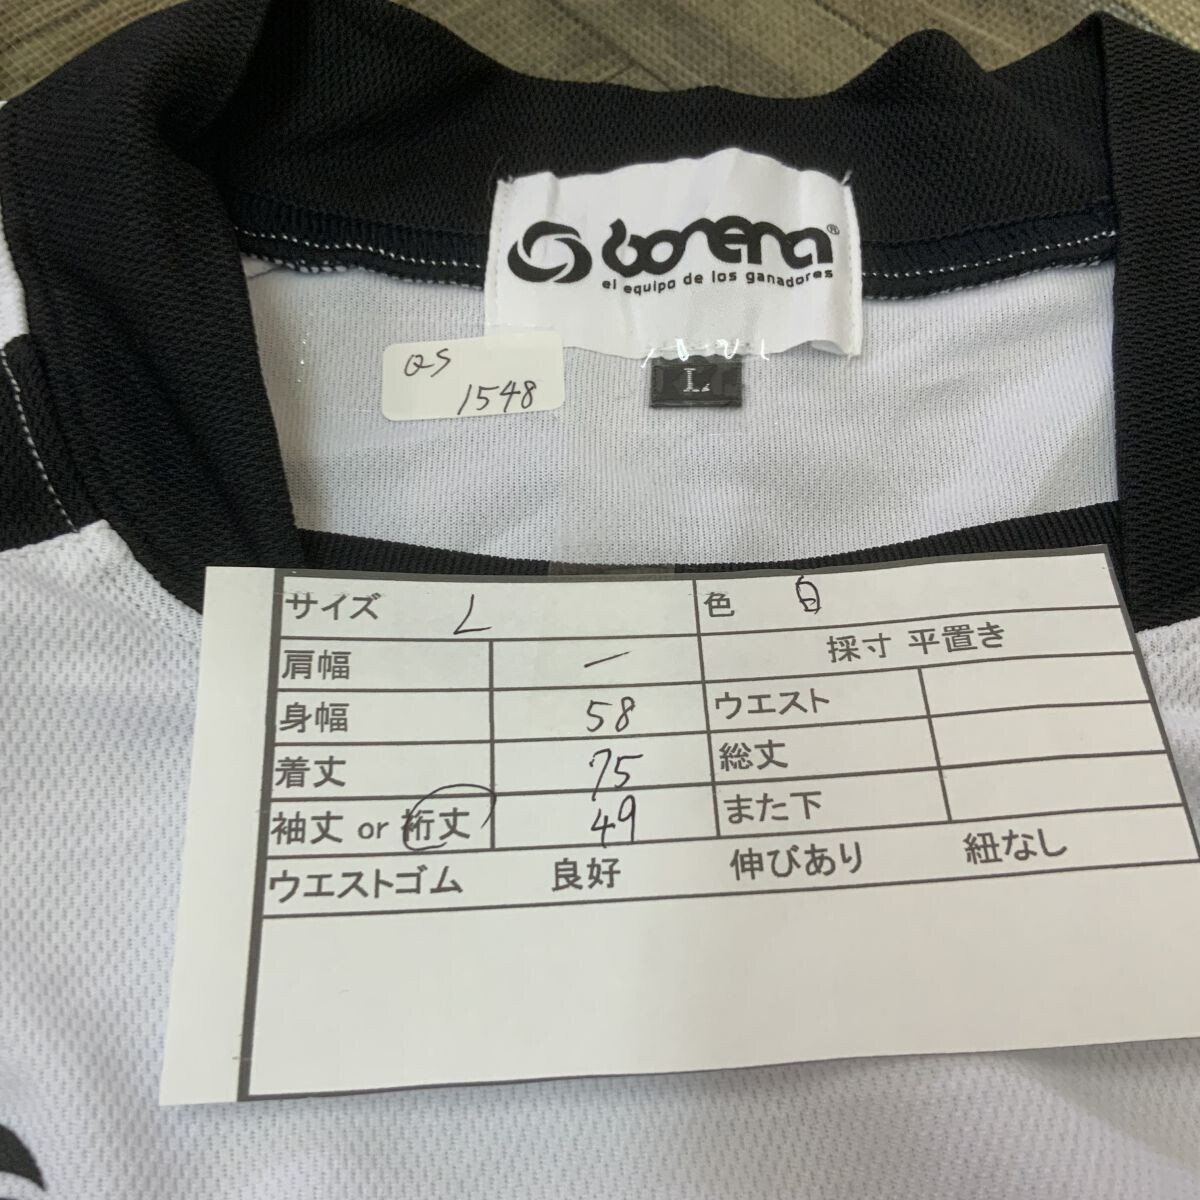 bonera®
el equipo de los ganadores
L
QS
1548
サイズ L 色 白
肩幅 ー 採寸 平置き
身幅 58 ウエスト
着丈 75 総丈
袖丈 or 裄丈 49 また下
ウエストゴム 良好 伸びあり 紐なし